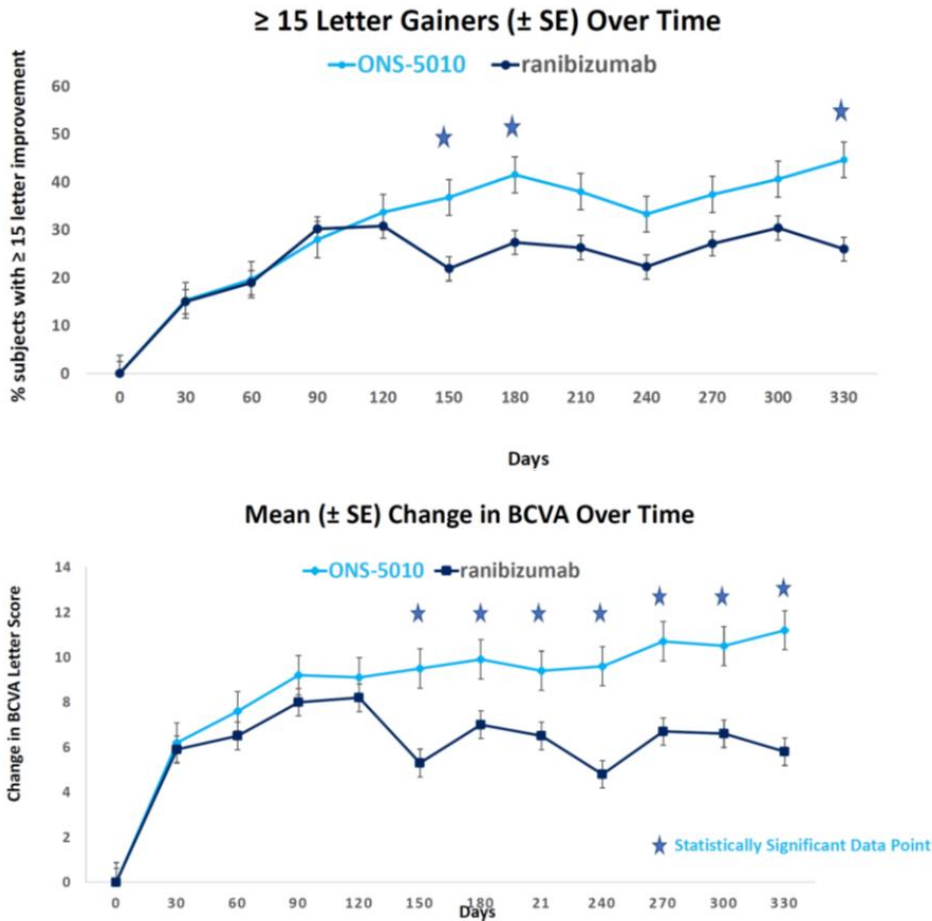 ≥ 15 Letter Gainers (± SE) Over Time
ONS-5010 ranibizumab
% subjects with ≥ 15 letter improvement
60
50
40
30
20
10
0
0 30 60 90 120 150 180 210 240 270 300 330
Days
Mean (± SE) Change in BCVA Over Time
ONS-5010 ranibizumab
Change in BCVA Letter Score
14
12
10
8
6
4
2
0
Statistically Significant Data Point
0 30 60 90 120 150 180 21 240 270 300 330
Days